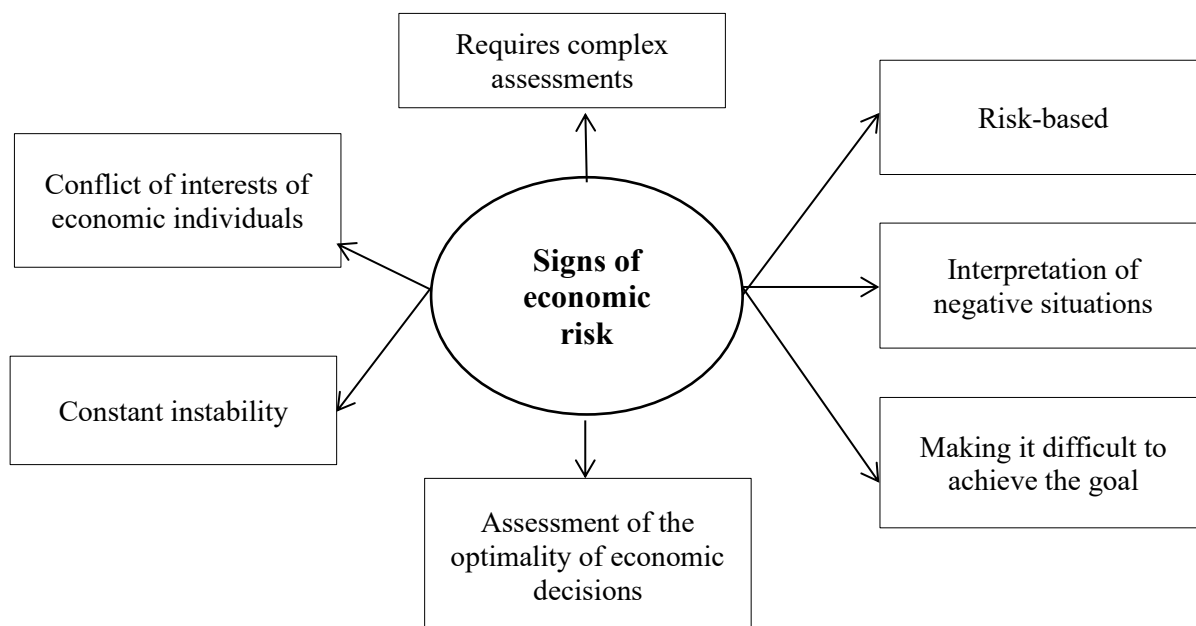 Requires complex
assessments
Risk-based
Conflict of interests of
economic individuals
Signs of
economic
risk
Interpretation of
negative situations
Constant instability
Making it difficult to
achieve the goal
Assessment of the
optimality of economic
decisions